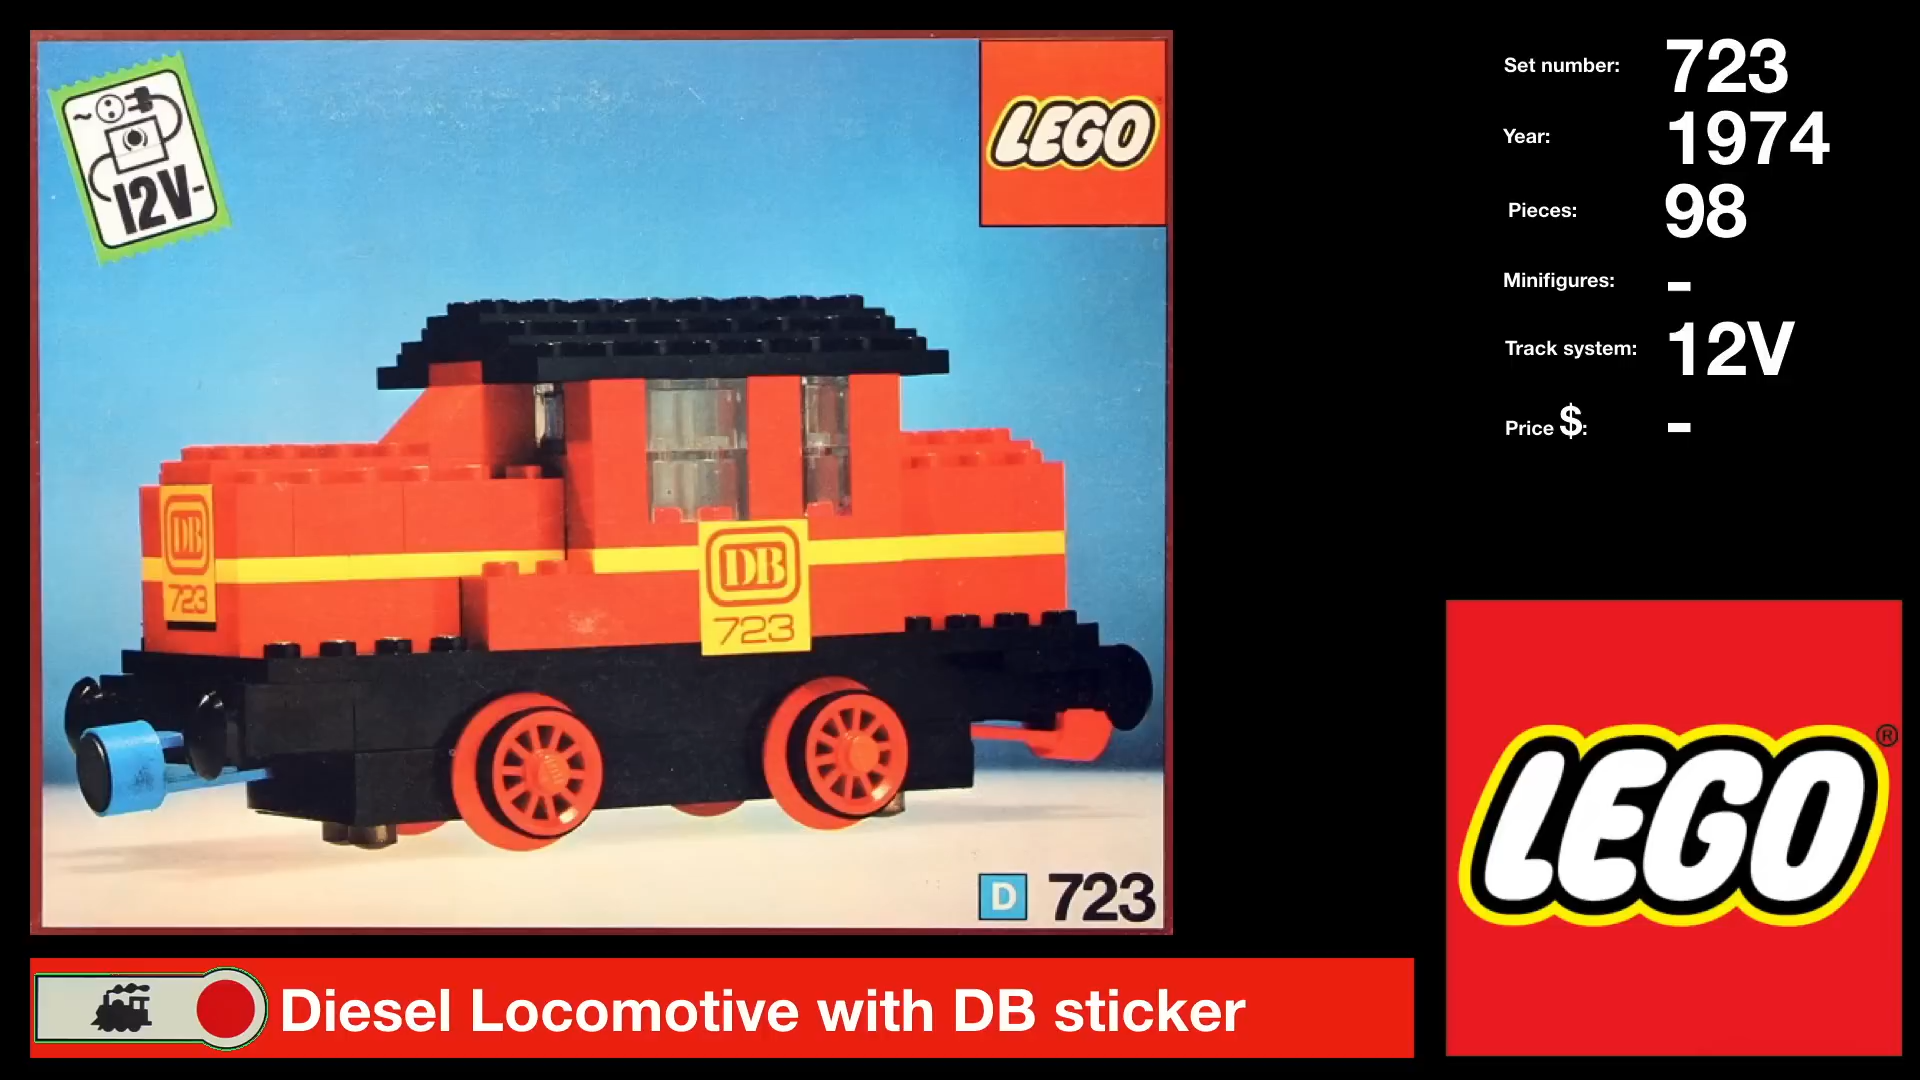 12V-
LEGO
DB
723
DB
723
D 723
Set number: 723
Year: 1974
Pieces: 98
Minifigures: -
Track system: 12V
Price $: -
LEGO®
Diesel Locomotive with DB sticker